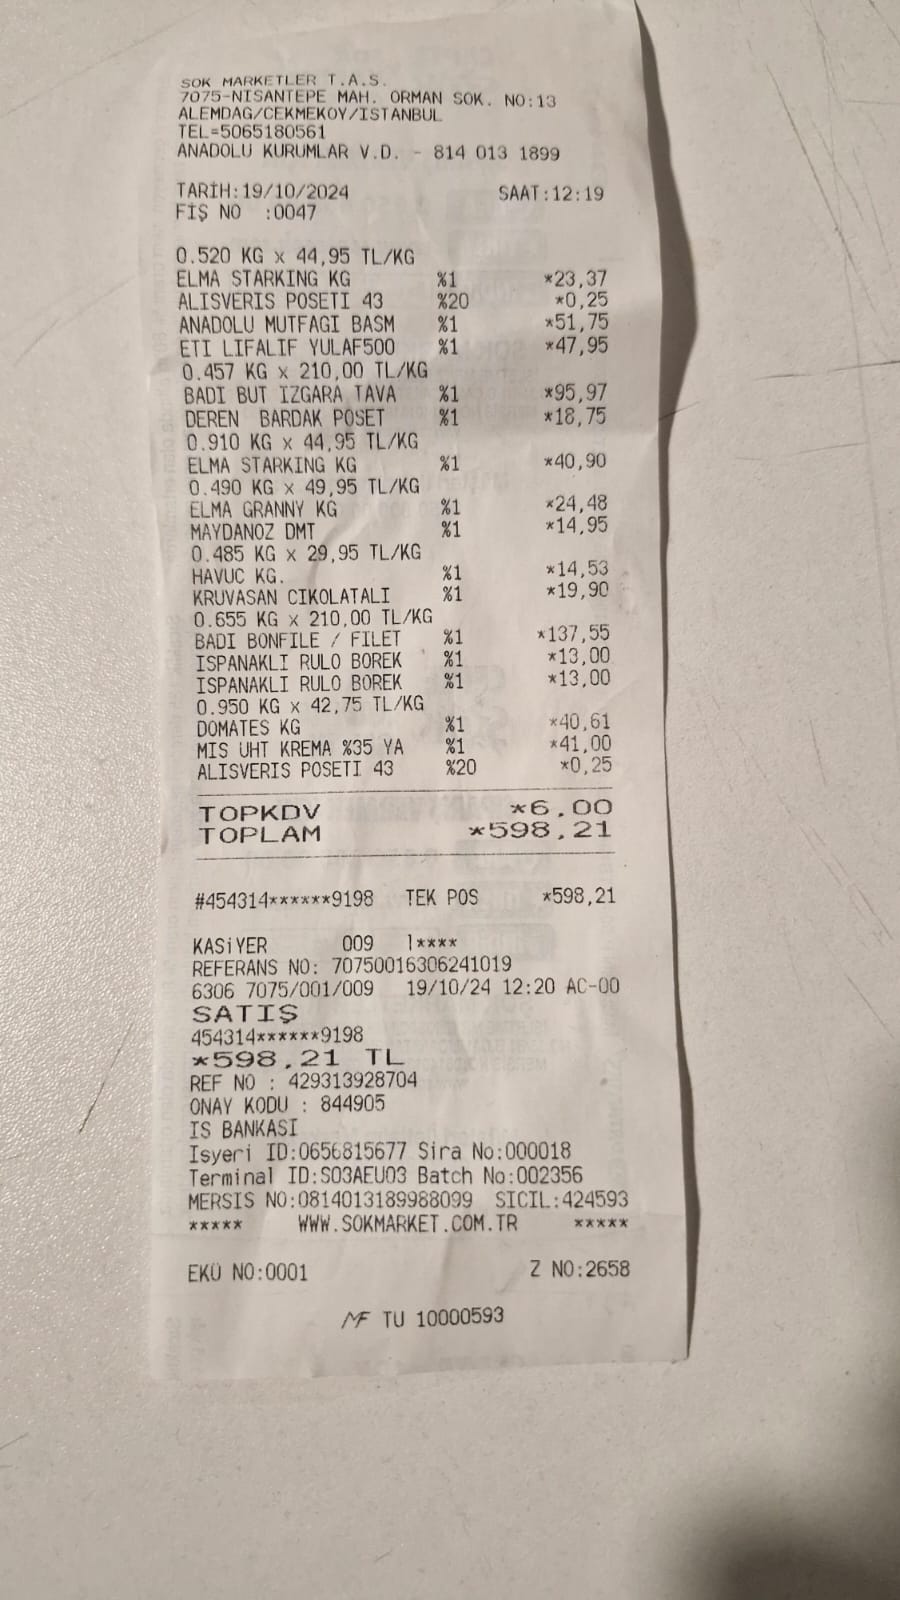 SOK MARKETLER T.A.S.
7075-NISANTEPE MAH. ORMAN SOK. NO:13
ALEMDAG/CEKMEKOY/ISTANBUL
TEL=5065180561
ANADOLU KURUMLAR V.D. - 814 013 1899
TARİH:19/10/2024 SAAT:12:19
FİŞ NO :0047
0.520 KG x 44,95 TL/KG
ELMA STARKING KG %1 *23,37
ALISVERIS POSETI 43 %20 *0,25
ANADOLU MUTFAGI BASM %1 *51,75
ETI LIFALIF YULAF500 %1 *47,95
0.457 KG x 210,00 TL/KG
BADI BUT IZGARA TAVA %1 *95,97
DEREN BARDAK POSET %1 *18,75
0.910 KG x 44,95 TL/KG
ELMA STARKING KG %1 *40,90
0.490 KG x 49,95 TL/KG
ELMA GRANNY KG %1 *24,48
MAYDANOZ DMT %1 *14,95
0.485 KG x 29,95 TL/KG
HAVUC KG. %1 *14,53
KRUVASAN CIKOLATALI %1 *19,90
0.655 KG x 210,00 TL/KG
BADI BONFILE / FILET %1 *137,55
ISPANAKLI RULO BOREK %1 *13,00
ISPANAKLI RULO BOREK %1 *13,00
0.950 KG x 42,75 TL/KG
DOMATES KG %1 *40,61
MIS UHT KREMA %35 YA %1 *41,00
ALISVERIS POSETI 43 %20 *0,25
TOPKDV *6,00
TOPLAM *598,21
#454314******9198 TEK POS *598,21
KASİYER 009 1****
REFERANS NO: 70750016306241019
6306 7075/001/009 19/10/24 12:20 AC-00
SATIŞ
454314******9198
*598,21 TL
REF NO : 429313928704
ONAY KODU : 844905
IS BANKASI
Isyeri ID:0656815677 Sira No:000018
Terminal ID:S03AEU03 Batch No:002356
MERSIS NO:0814013189988099 SICIL:424593
***** WWW.SOKMARKET.COM.TR *****
EKÜ NO:0001 Z NO:2658
MF TU 10000593